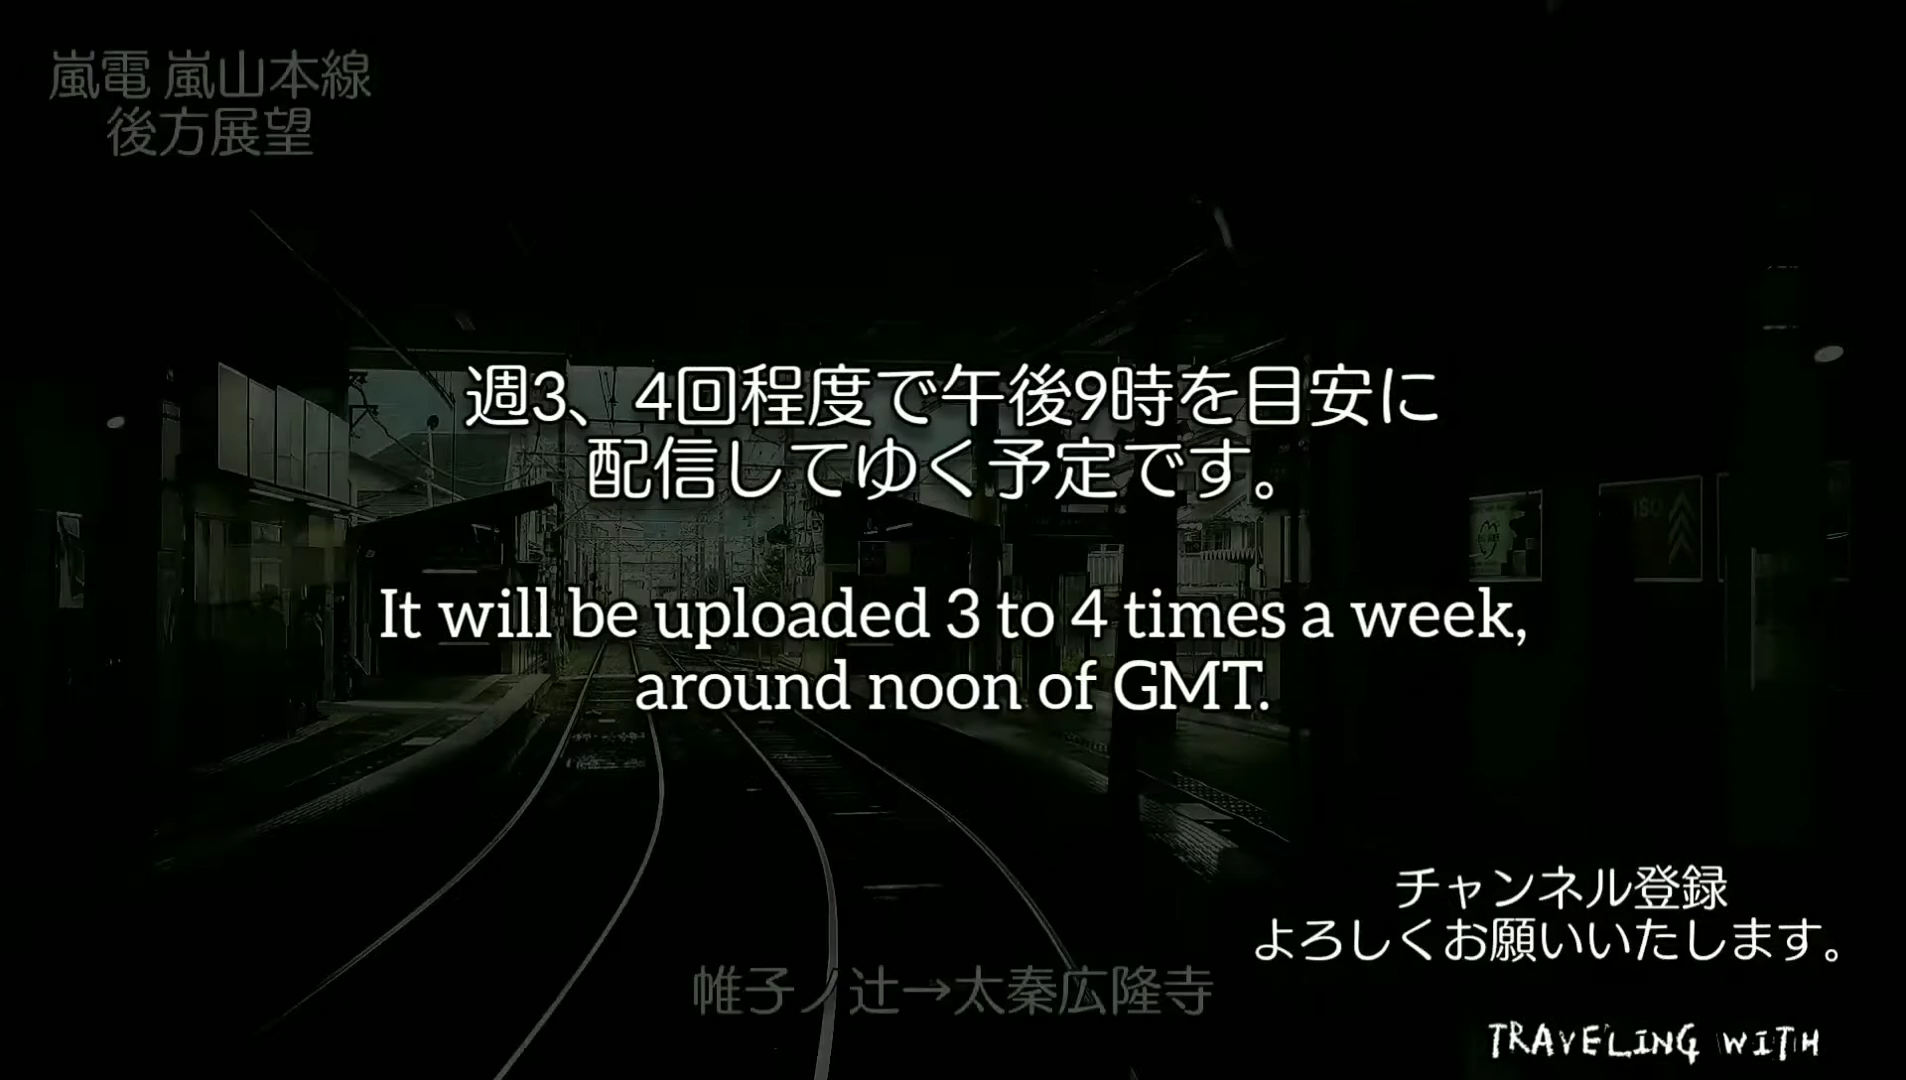 嵐電 嵐山本線
後方展望
週3、4回程度で午後9時を目安に
配信してゆく予定です。
It will be uploaded 3 to 4 times a week,
around noon of GMT.
チャンネル登録
よろしくお願いいたします。
帷子ノ辻→太秦広隆寺
TRAVELING WITH